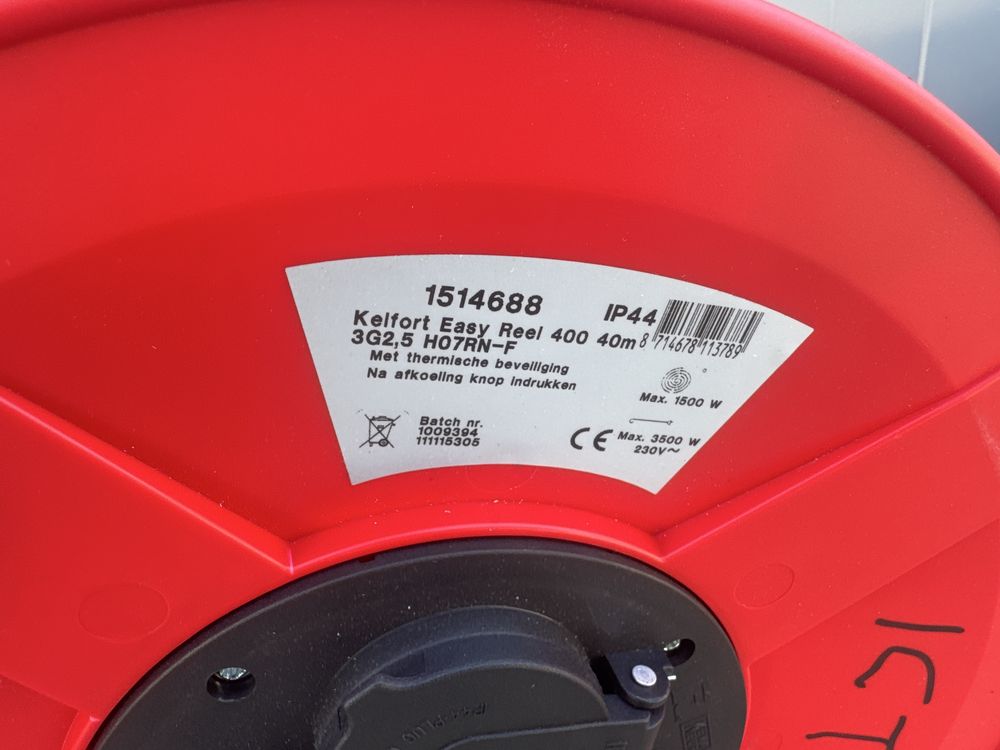 1514688
IP44
Kelfort Easy Reel 400 40m
3G2,5 H07RN-F
8 714678 113789
Met thermische beveiliging
Na afkoeling knop indrukken
Max. 1500 W
Batch nr.
1009394
111115305
CE
Max. 3500 W
230V~
ICT